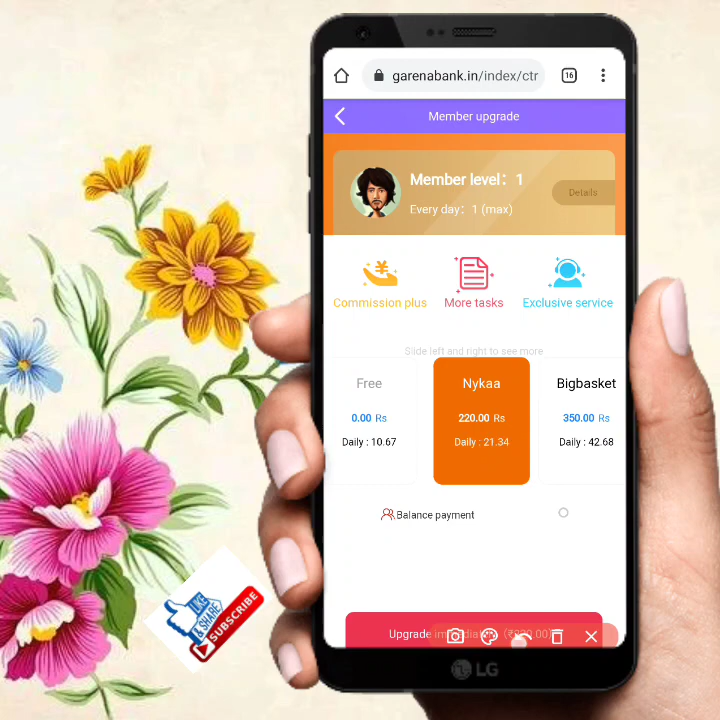 garenabank.in/index/ctr
16
Member upgrade
Member level: 1
Details
Every day: 1 (max)
Commission plus
More tasks
Exclusive service
Slide left and right to see more
Free
Nykaa
Bigbasket
0.00 Rs
220.00 Rs
350.00 Rs
Daily : 10.67
Daily : 21.34
Daily : 42.68
Balance payment
LIKE
& SHARE
SUBSCRIBE
Upgrade
LG